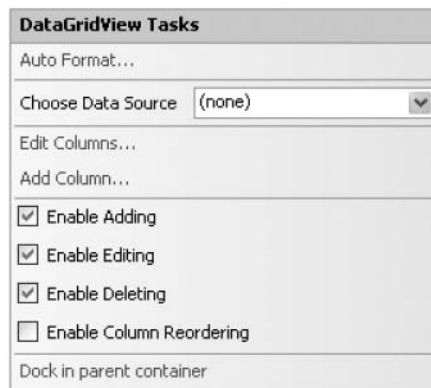 DataGridView Tasks
Auto Format...
Choose Data Source (none)
Edit Columns...
Add Column...
Enable Adding
Enable Editing
Enable Deleting
Enable Column Reordering
Dock in parent container